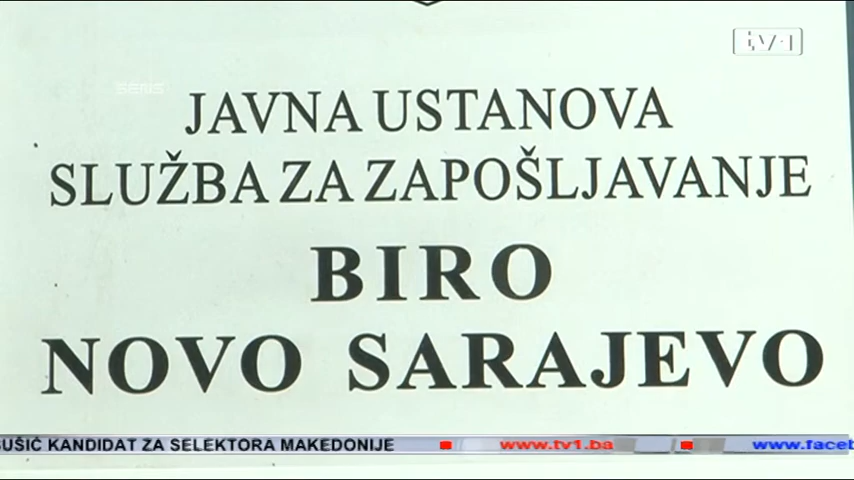 tv1
SENS
JAVNA USTANOVA
SLUŽBA ZA ZAPOŠLJAVANJE
BIRO
NOVO SARAJEVO
KANDIDAT ZA SELEKTORA MAKEDONIJE www.tv1.ba